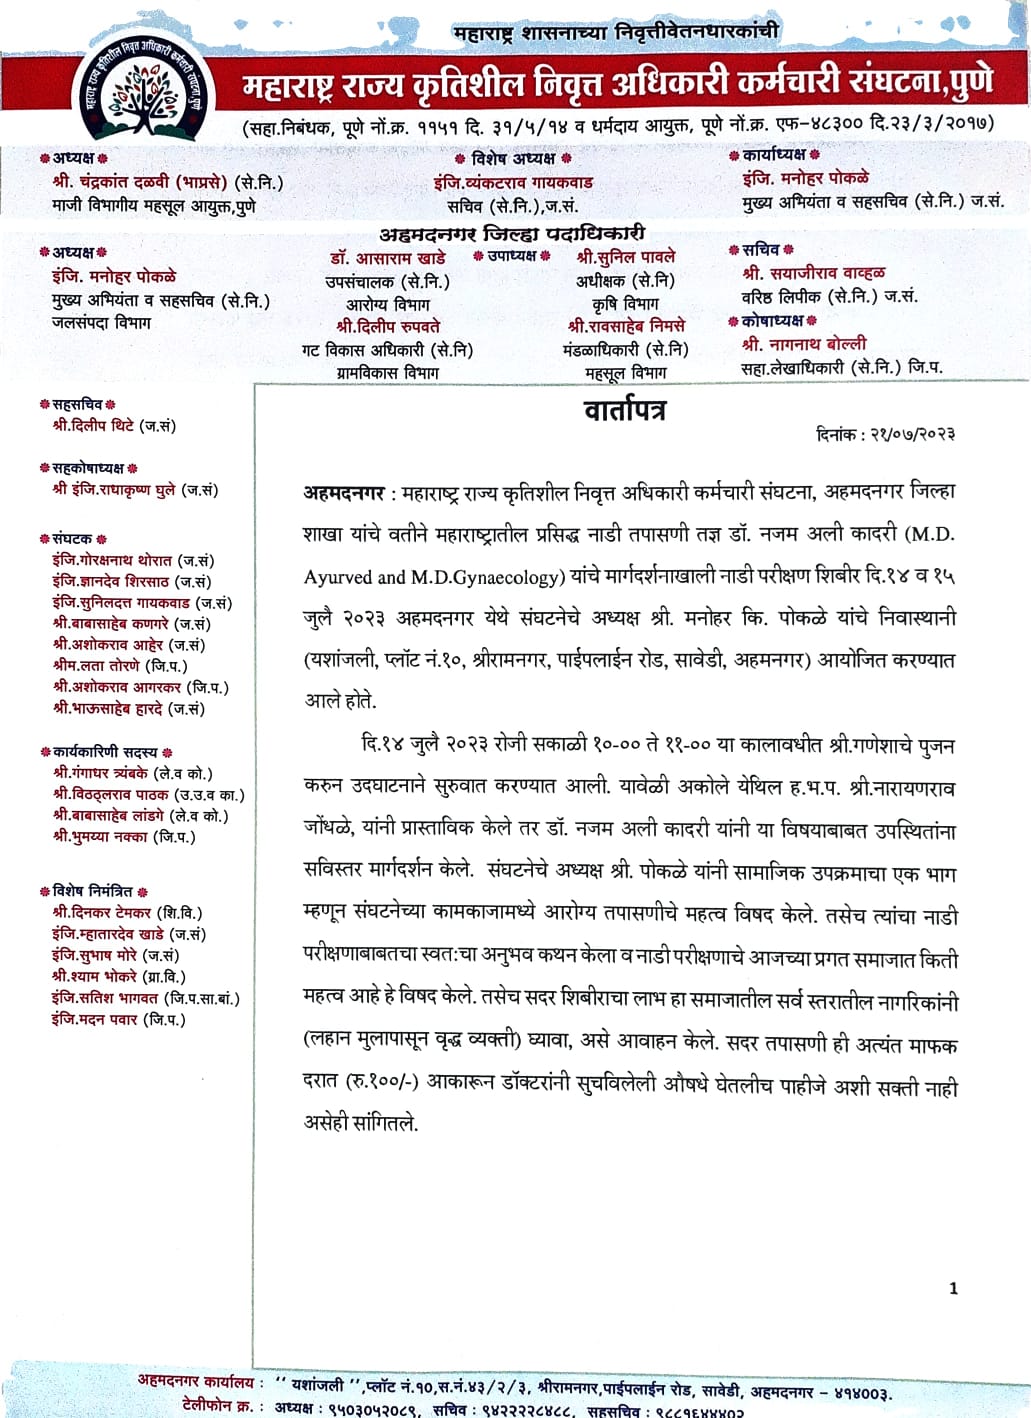 महाराष्ट्र शासनाच्या निवृत्तीवेतनधारकांची
महाराष्ट्र राज्य कृतिशील निवृत्त अधिकारी कर्मचारी संघटना,पुणे
महाराष्ट्र राज्य कृतिशील निवृत्त अधिकारी कर्मचारी संघटना,पुणे
(सहा.निबंधक, पूणे नों.क्र. ११५१ दि. ३१/५/१४ व धर्मदाय आयुक्त, पूणे नों.क्र. एफ-४८३०० दि.२३/३/२०१७)
अध्यक्ष
श्री. चंद्रकांत दळवी (भाप्रसे) (से.नि.)
माजी विभागीय महसूल आयुक्त,पुणे
विशेष अध्यक्ष
इंजि.व्यंकटराव गायकवाड
सचिव (से.नि.),ज.सं.
कार्याध्यक्ष
इंजि. मनोहर पोकळे
मुख्य अभियंता व सहसचिव (से.नि.) ज.सं.
अहमदनगर जिल्हा पदाधिकारी
अध्यक्ष
इंजि. मनोहर पोकळे
मुख्य अभियंता व सहसचिव (से.नि.)
जलसंपदा विभाग
उपाध्यक्ष
डॉ. आसाराम खाडे
उपसंचालक (से.नि.)
आरोग्य विभाग
श्री.दिलीप रुपवते
गट विकास अधिकारी (से.नि)
ग्रामविकास विभाग
श्री.सुनिल पावले
अधीक्षक (से.नि)
कृषि विभाग
श्री.रावसाहेब निमसे
मंडळाधिकारी (से.नि)
महसूल विभाग
सचिव
श्री. सयाजीराव वाव्हळ
वरिष्ठ लिपीक (से.नि.) ज.सं.
कोषाध्यक्ष
श्री. नागनाथ बोल्ली
सहा.लेखाधिकारी (से.नि.) जि.प.
सहसचिव
श्री.दिलीप थिटे (ज.सं)
सहकोषाध्यक्ष
श्री इंजि.राधाकृष्ण घुले (ज.सं)
संघटक
इंजि.गोरक्षनाथ थोरात (ज.सं)
इंजि.ज्ञानदेव शिरसाठ (ज.सं)
इंजि.सुनिलदत्त गायकवाड (ज.सं)
श्री.बाबासाहेब कणगरे (ज.सं)
श्री.अशोकराव आहेर (ज.सं)
श्रीम.लता तोरणे (जि.प.)
श्री.अशोकराव आगरकर (जि.प.)
श्री.भाऊसाहेब हारदे (ज.सं)
कार्यकारिणी सदस्य
श्री.गंगाधर त्र्यंबके (ले.व को.)
श्री.विठठ्लराव पाठक (उ.उ.व का.)
श्री.बाबासाहेब लांडगे (ले.व को.)
श्री.भुमय्या नक्का (जि.प.)
विशेष निमंत्रित
श्री.दिनकर टेमकर (शि.वि.)
इंजि.म्हातारदेव खाडे (ज.सं)
इंजि.सुभाष मोरे (ज.सं)
श्री.श्याम भोकरे (ग्रा.वि.)
इंजि.सतिश भागवत (जि.प.सा.बां.)
इंजि.मदन पवार (जि.प.)
वार्तापत्र
दिनांक : २१/०७/२०२३
अहमदनगर : महाराष्ट्र राज्य कृतिशील निवृत्त अधिकारी कर्मचारी संघटना, अहमदनगर जिल्हा
शाखा यांचे वतीने महाराष्ट्रातील प्रसिद्ध नाडी तपासणी तज्ञ डॉ. नजम अली कादरी (M.D.
Ayurved and M.D.Gynaecology) यांचे मार्गदर्शनाखाली नाडी परीक्षण शिबीर दि.१४ व १५
जुलै २०२३ अहमदनगर येथे संघटनेचे अध्यक्ष श्री. मनोहर कि. पोकळे यांचे निवास्थानी
(यशांजली, प्लॉट नं.१०, श्रीरामनगर, पाईपलाईन रोड, सावेडी, अहमनगर) आयोजित करण्यात
आले होते.
दि.१४ जुलै २०२३ रोजी सकाळी १०-०० ते ११-०० या कालावधीत श्री.गणेशाचे पुजन
करुन उदघाटनाने सुरुवात करण्यात आली. यावेळी अकोले येथिल ह.भ.प. श्री.नारायणराव
जोंधळे, यांनी प्रास्ताविक केले तर डॉ. नजम अली कादरी यांनी या विषयाबाबत उपस्थितांना
सविस्तर मार्गदर्शन केले. संघटनेचे अध्यक्ष श्री. पोकळे यांनी सामाजिक उपक्रमाचा एक भाग
म्हणून संघटनेच्या कामकाजामध्ये आरोग्य तपासणीचे महत्व विषद केले. तसेच त्यांचा नाडी
परीक्षणाबाबतचा स्वत:चा अनुभव कथन केला व नाडी परीक्षणाचे आजच्या प्रगत समाजात किती
महत्व आहे हे विषद केले. तसेच सदर शिबीराचा लाभ हा समाजातील सर्व स्तरातील नागरिकांनी
(लहान मुलापासून वृद्ध व्यक्ती) घ्यावा, असे आवाहन केले. सदर तपासणी ही अत्यंत माफक
दरात (रु.१००/-) आकारून डॉक्टरांनी सुचविलेली औषधे घेतलीच पाहीजे अशी सक्ती नाही
असेही सांगितले.
1
अहमदनगर कार्यालय : “ यशांजली ”,प्लॉट नं.१०,स.नं.४३/२/३, श्रीरामनगर,पाईपलाईन रोड, सावेडी, अहमदनगर - ४१४००३.
टेलीफोन क्र. : अध्यक्ष : ९५०३०५२०८९, सचिव : ९४२२२२८४८८, सहसचिव : ९८८१६४४४०२